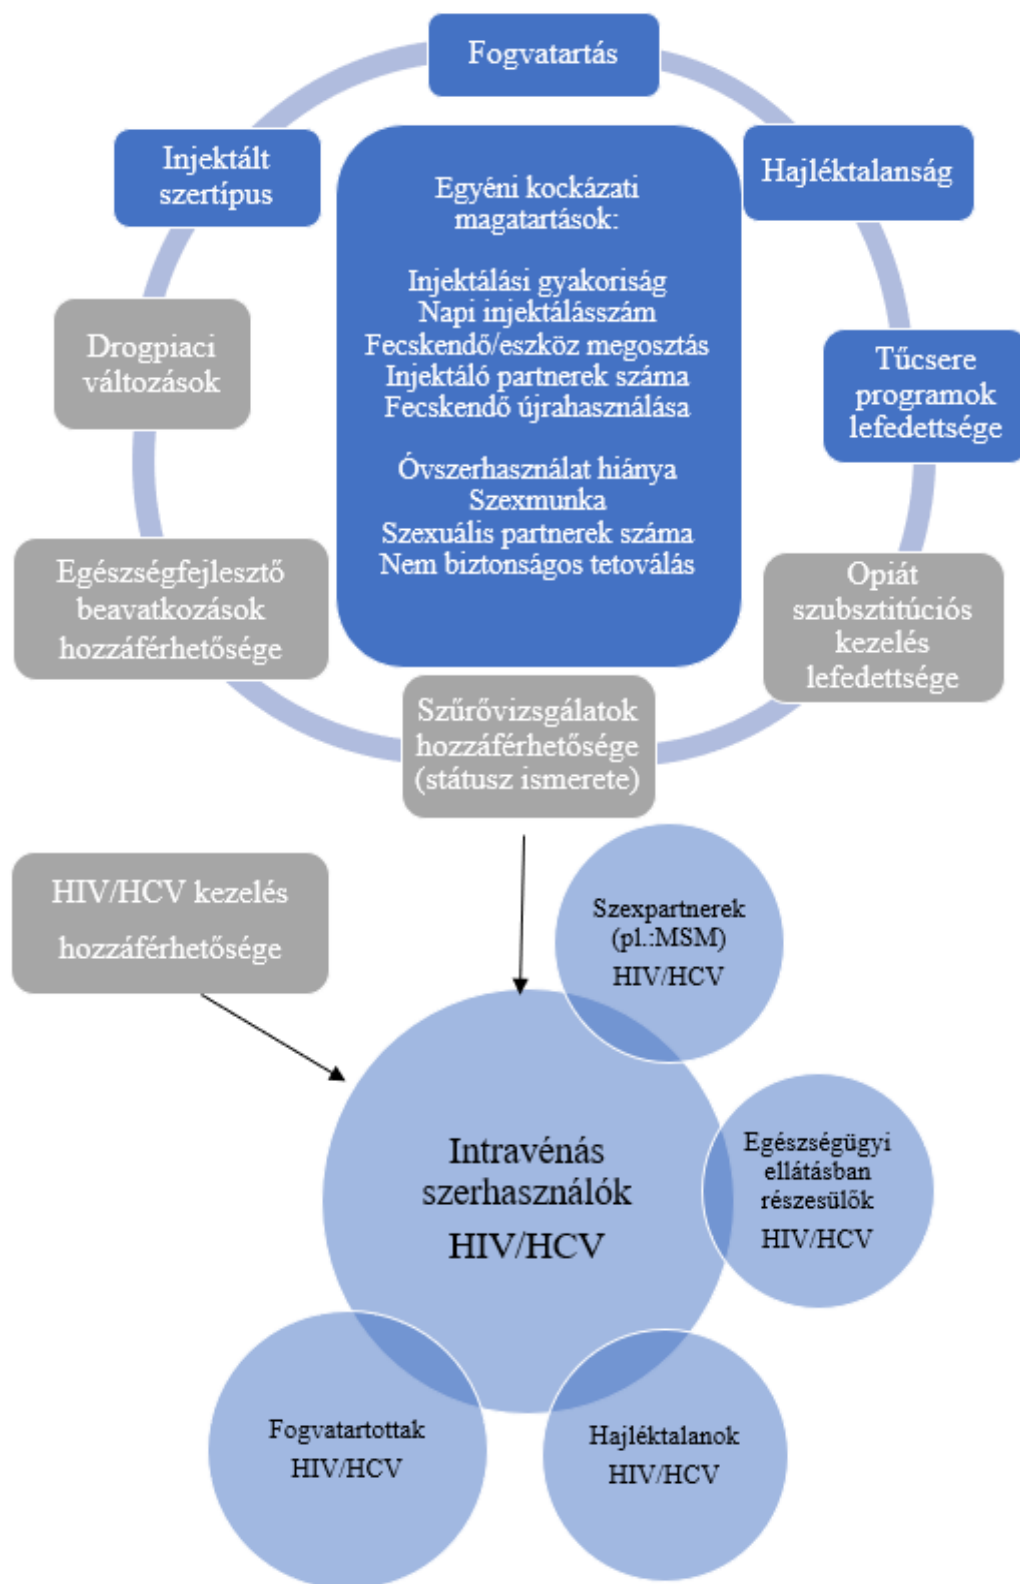 Fogvatartás
Injektált
szertípus
Hajléktalanság
Egyéni kockázati
magatartások:
Injektálási gyakoriság
Napi injektálásszám
Fecskendő/eszköz megosztás
Injektáló partnerek száma
Fecskendő újrahasználása
Óvszerhasználat hiánya
Szexmunka
Szexuális partnerek száma
Nem biztonságos tetoválás
Drogpiaci
változások
Tűcsere
programok
lefedettsége
Egészségfejlesztő
beavatkozások
hozzáférhetősége
Opiát
szubsztitúciós
kezelés
lefedettsége
Szűrővizsgálatok
hozzáférhetősége
(státusz ismerete)
HIV/HCV kezelés
hozzáférhetősége
Szexpartnerek
(pl.:MSM)
HIV/HCV
Intravénás
szerhasználók
HIV/HCV
Egészségügyi
ellátásban
részesülők
HIV/HCV
Fogvatartottak
HIV/HCV
Hajléktalanok
HIV/HCV